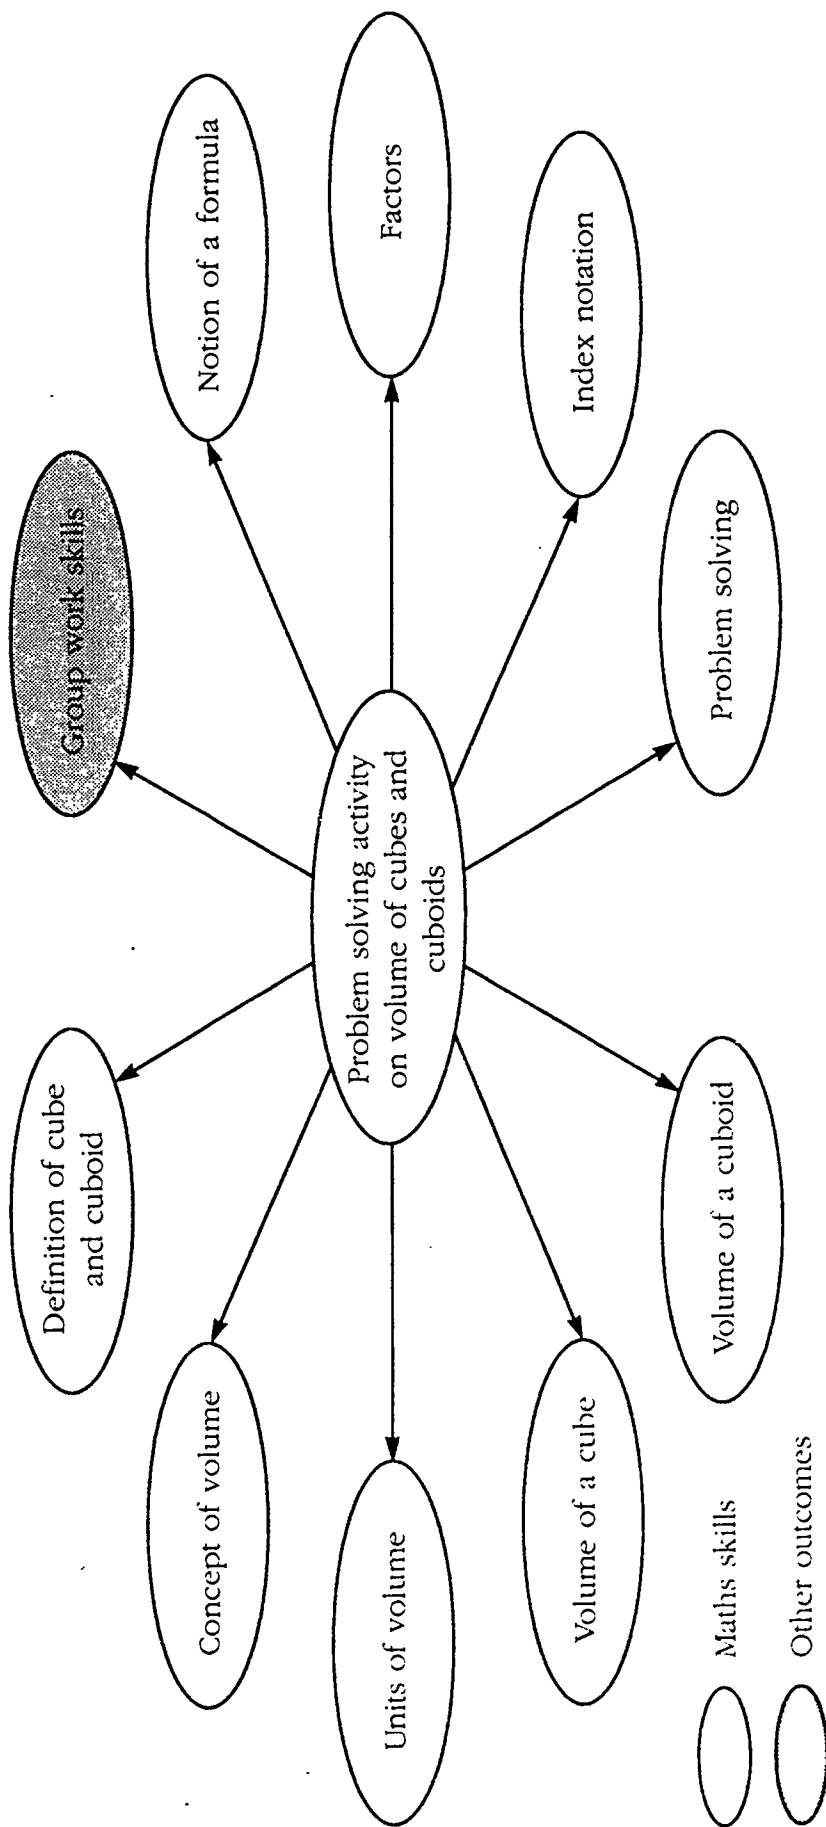 Definition of cube
and cuboid
Group work skills
Concept of volume
Notion of a formula
Units of volume
Problem solving activity
on volume of cubes and
cuboids
Factors
Volume of a cube
Index notation
Volume of a cuboid
Problem solving
Maths skills
Other outcomes